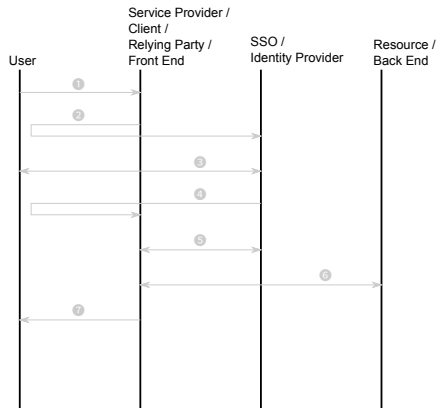 Service Provider /
Client /
Relying Party /
Front End
SSO /
Identity Provider
Resource /
Back End
User
1
2
3
4
5
6
7